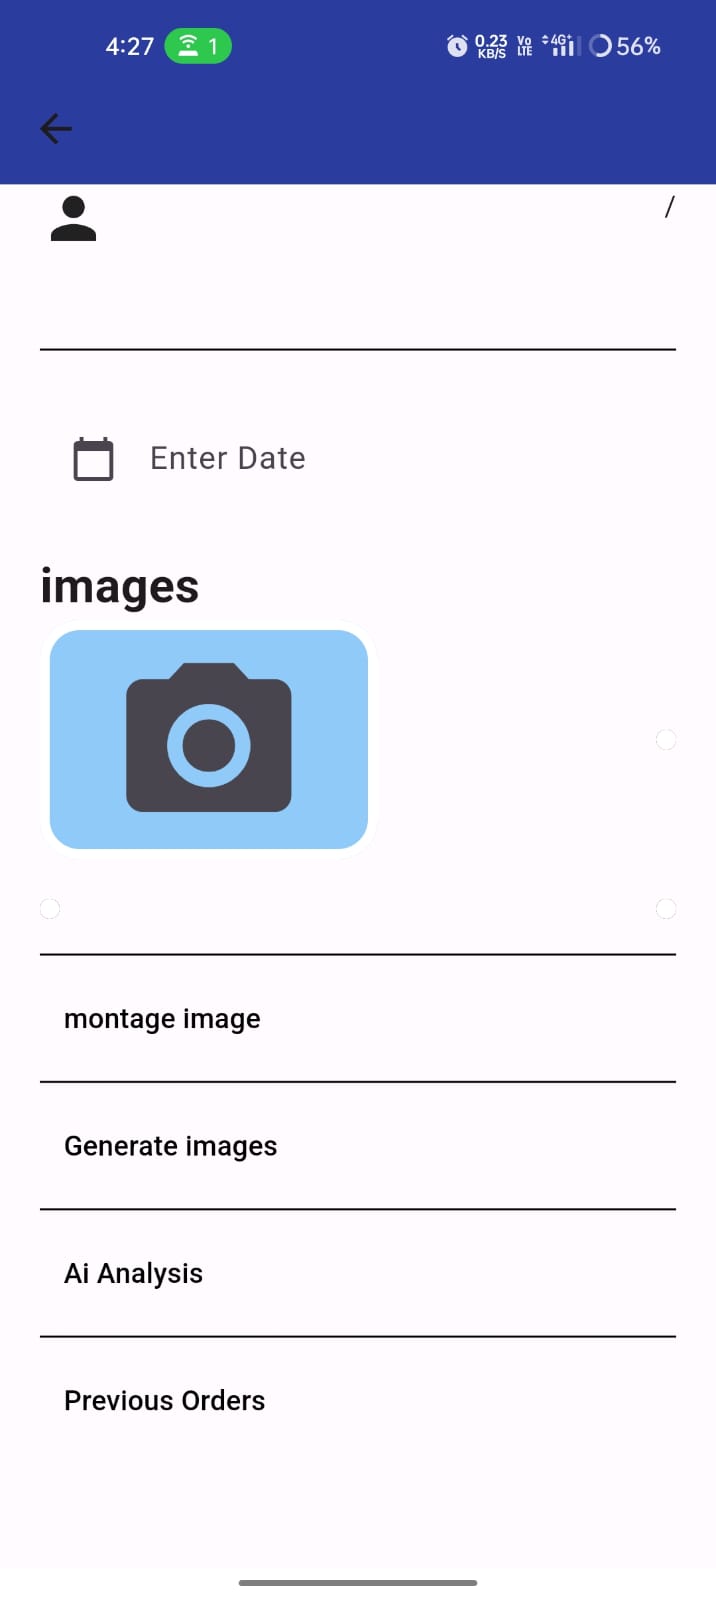 4:27 1 0.23 KB/S Vo LTE 4G+ 56%
/
Enter Date
images
montage image
Generate images
Ai Analysis
Previous Orders